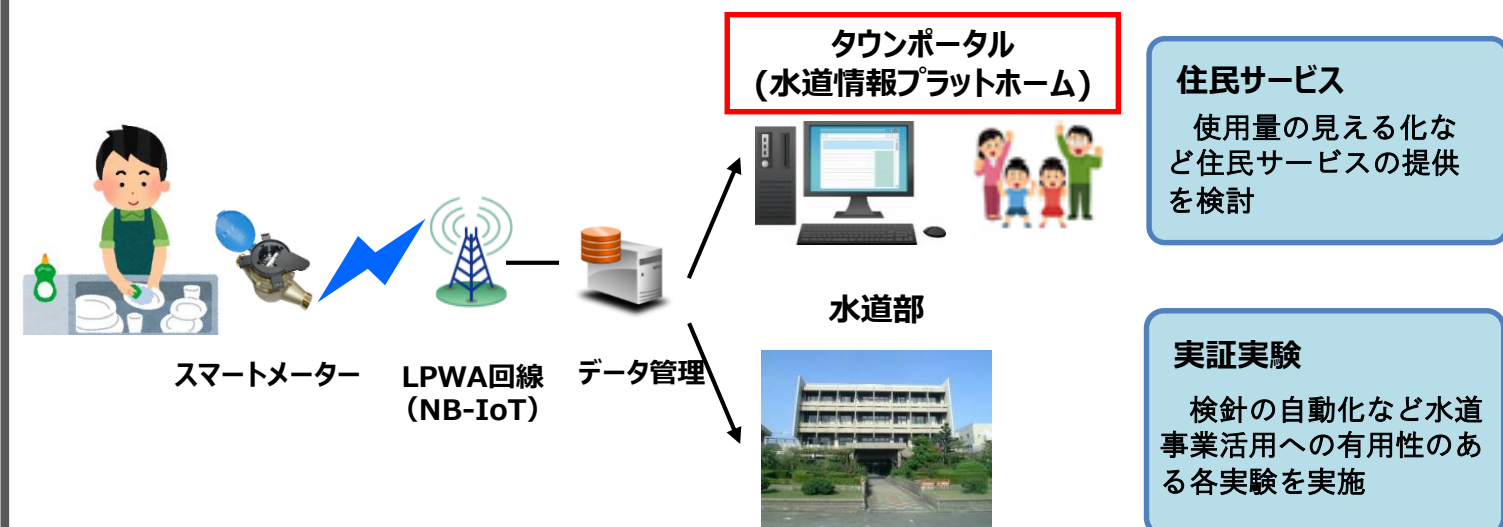 タウンポータル
(水道情報プラットホーム)
住民サービス
使用量の見える化な
ど住民サービスの提供
を検討
スマートメーター
LPWA回線
（NB-IoT）
データ管理
水道部
実証実験
検針の自動化など水道
事業活用への有用性のあ
る各実験を実施